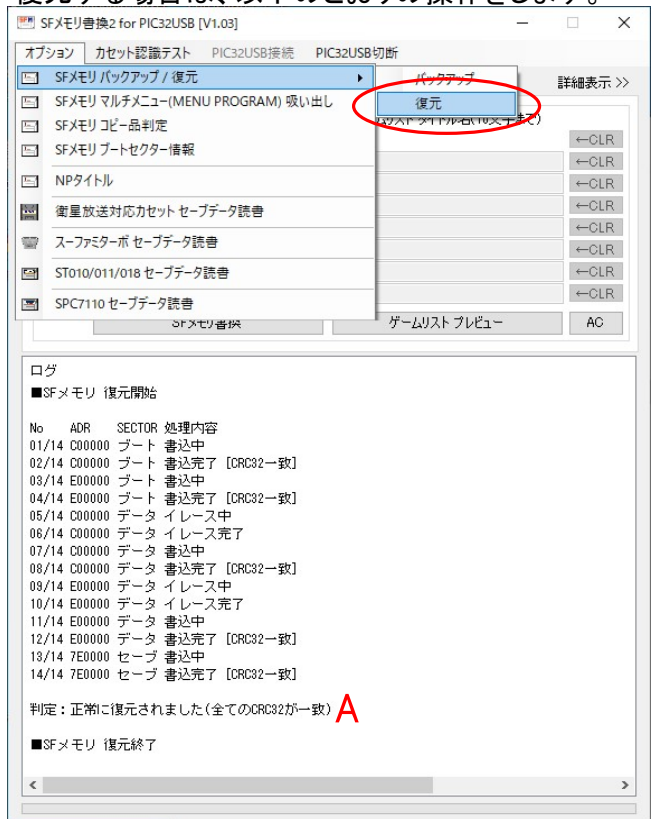 復元する場合は、以下のとおりの操作をします。
SFメモリ書換2 for PIC32USB [V1.03]
オプション カセット認識テスト PIC32USB接続 PIC32USB切断
SFメモリ バックアップ / 復元
バックアップ
詳細表示 >>
SFメモリ マルチメニュー(MENU PROGRAM) 吸い出し
復元
SFメモリ コピー品判定
←CLR
SFメモリ ブートセクター情報
←CLR
NPタイトル
←CLR
衛星放送対応カセット セーブデータ読書
←CLR
スーファミターボ セーブデータ読書
←CLR
←CLR
ST010/011/018 セーブデータ読書
←CLR
SPC7110 セーブデータ読書
←CLR
SFメモリ書換
ゲームリスト プレビュー
AC
ログ
■SFメモリ 復元開始
No ADR SECTOR 処理内容
01/14 C00000 ブート 書込中
02/14 C00000 ブート 書込完了 [CRC32一致]
03/14 E00000 ブート 書込中
04/14 E00000 ブート 書込完了 [CRC32一致]
05/14 C00000 データ イレース中
06/14 C00000 データ イレース完了
07/14 C00000 データ 書込中
08/14 C00000 データ 書込完了 [CRC32一致]
09/14 E00000 データ イレース中
10/14 E00000 データ イレース完了
11/14 E00000 データ 書込中
12/14 E00000 データ 書込完了 [CRC32一致]
13/14 7E0000 セーブ 書込中
14/14 7E0000 セーブ 書込完了 [CRC32一致]
判定：正常に復元されました(全てのCRC32が一致) A
■SFメモリ 復元終了